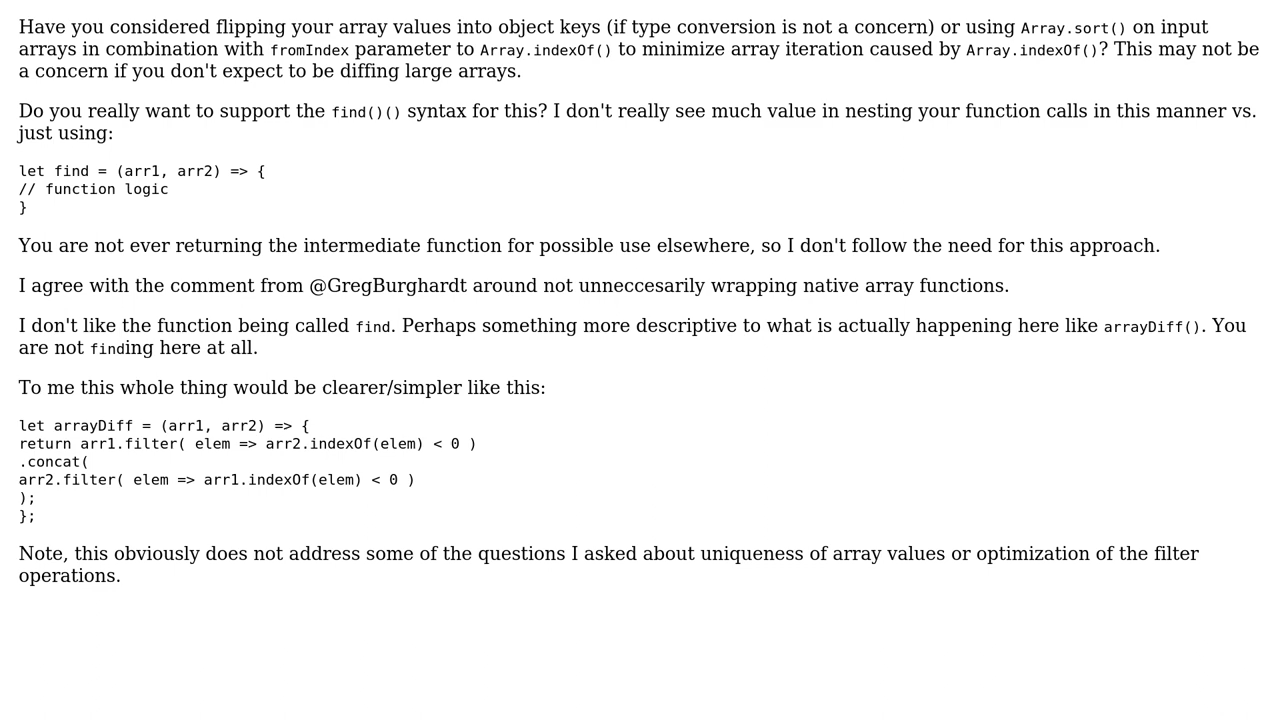 Have you considered flipping your array values into object keys (if type conversion is not a concern) or using Array.sort() on input
arrays in combination with fromIndex parameter to Array.indexOf() to minimize array iteration caused by Array.indexOf()? This may not be
a concern if you don't expect to be diffing large arrays.
Do you really want to support the find()() syntax for this? I don't really see much value in nesting your function calls in this manner vs.
just using:
let find = (arr1, arr2) => {
// function logic
}
You are not ever returning the intermediate function for possible use elsewhere, so I don't follow the need for this approach.
I agree with the comment from @GregBurghardt around not unneccesarily wrapping native array functions.
I don't like the function being called find. Perhaps something more descriptive to what is actually happening here like arrayDiff(). You
are not finding here at all.
To me this whole thing would be clearer/simpler like this:
let arrayDiff = (arr1, arr2) => {
return arr1.filter( elem => arr2.indexOf(elem) < 0 )
.concat(
arr2.filter( elem => arr1.indexOf(elem) < 0 )
);
};
Note, this obviously does not address some of the questions I asked about uniqueness of array values or optimization of the filter
operations.